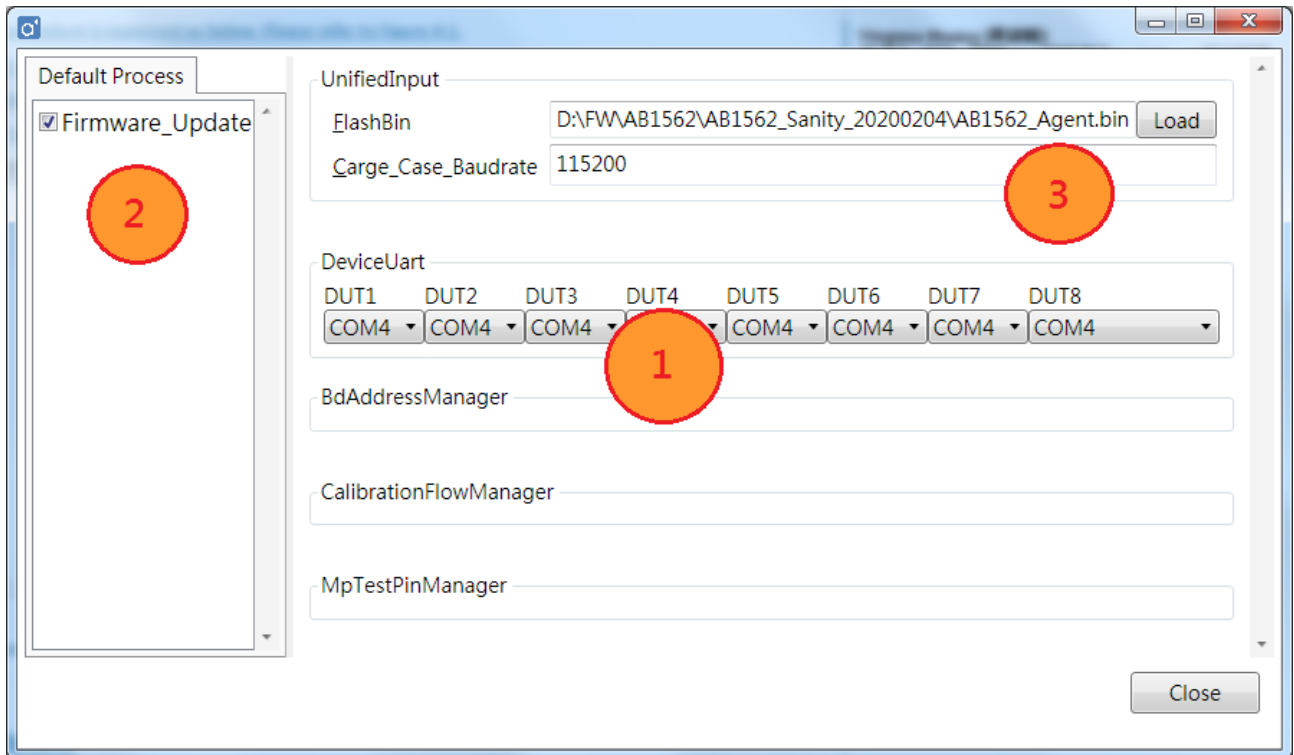 Default Process
Firmware_Update
2
UnifiedInput
FlashBin D:\FW\AB1562\AB1562_Sanity_20200204\AB1562_Agent.bin Load
Carge_Case_Baudrate 115200
3
DeviceUart
DUT1 DUT2 DUT3 DUT4 DUT5 DUT6 DUT7 DUT8
COM4 COM4 COM4 COM4 COM4 COM4 COM4
1
BdAddressManager
CalibrationFlowManager
MpTestPinManager
Close